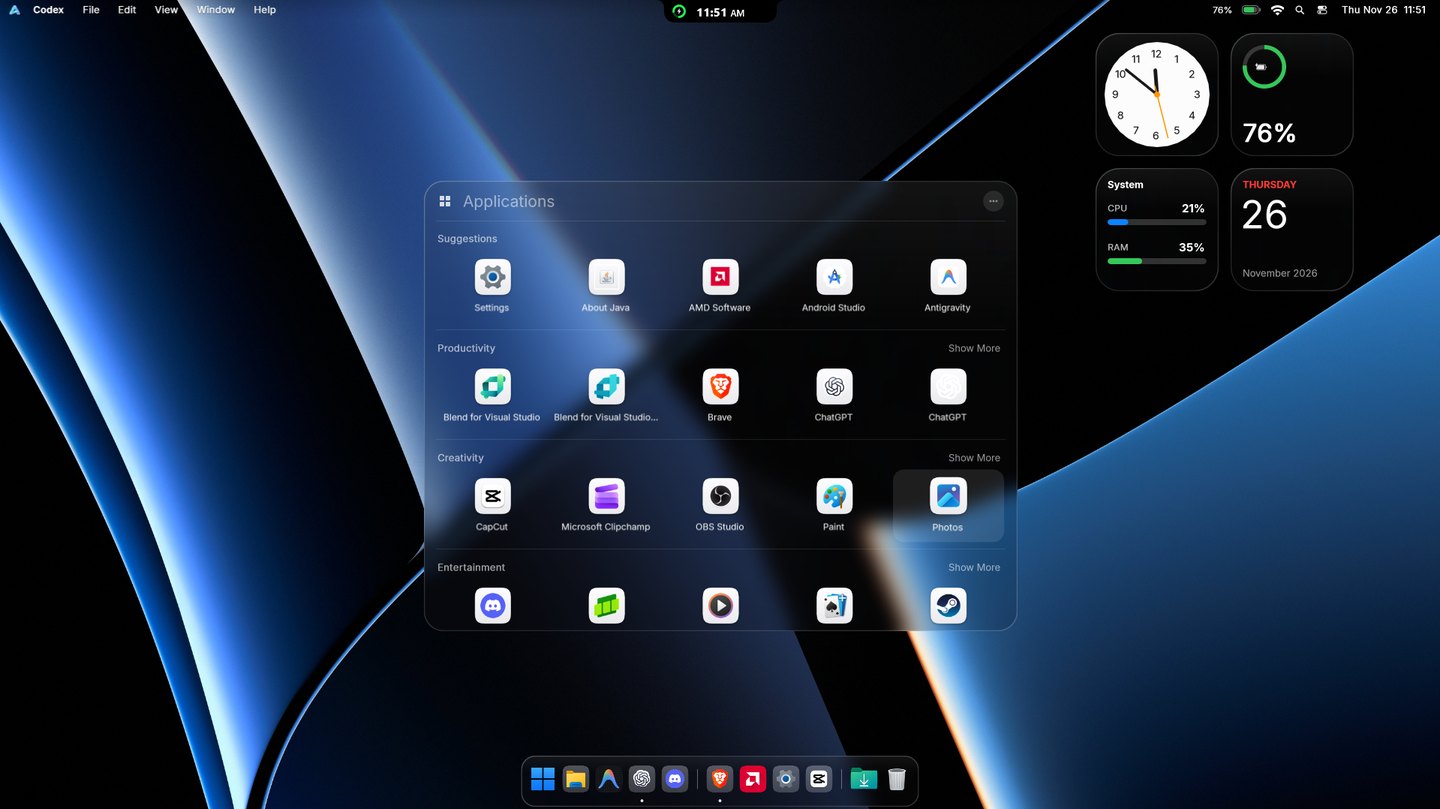 Codex File Edit View Window Help
11:51 AM
76% Thu Nov 26 11:51
12
1
2
3
4
5
6
7
8
9
10
11
76%
System
CPU 21%
RAM 35%
THURSDAY
26
November 2026
Applications
Suggestions
Settings About Java AMD Software Android Studio Antigravity
Productivity Show More
Blend for Visual Studio Blend for Visual Studio... Brave ChatGPT ChatGPT
Creativity Show More
CapCut Microsoft Clipchamp OBS Studio Paint Photos
Entertainment Show More